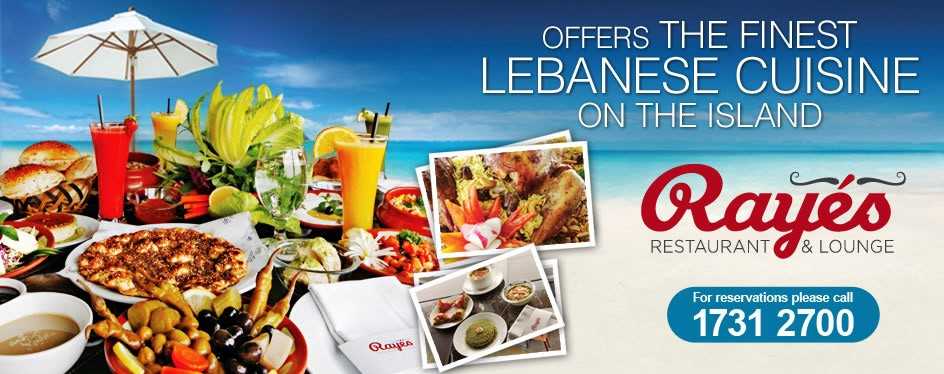 OFFERS THE FINEST
LEBANESE CUISINE
ON THE ISLAND
Rayés
RESTAURANT & LOUNGE
For reservations please call
1731 2700
Rayés